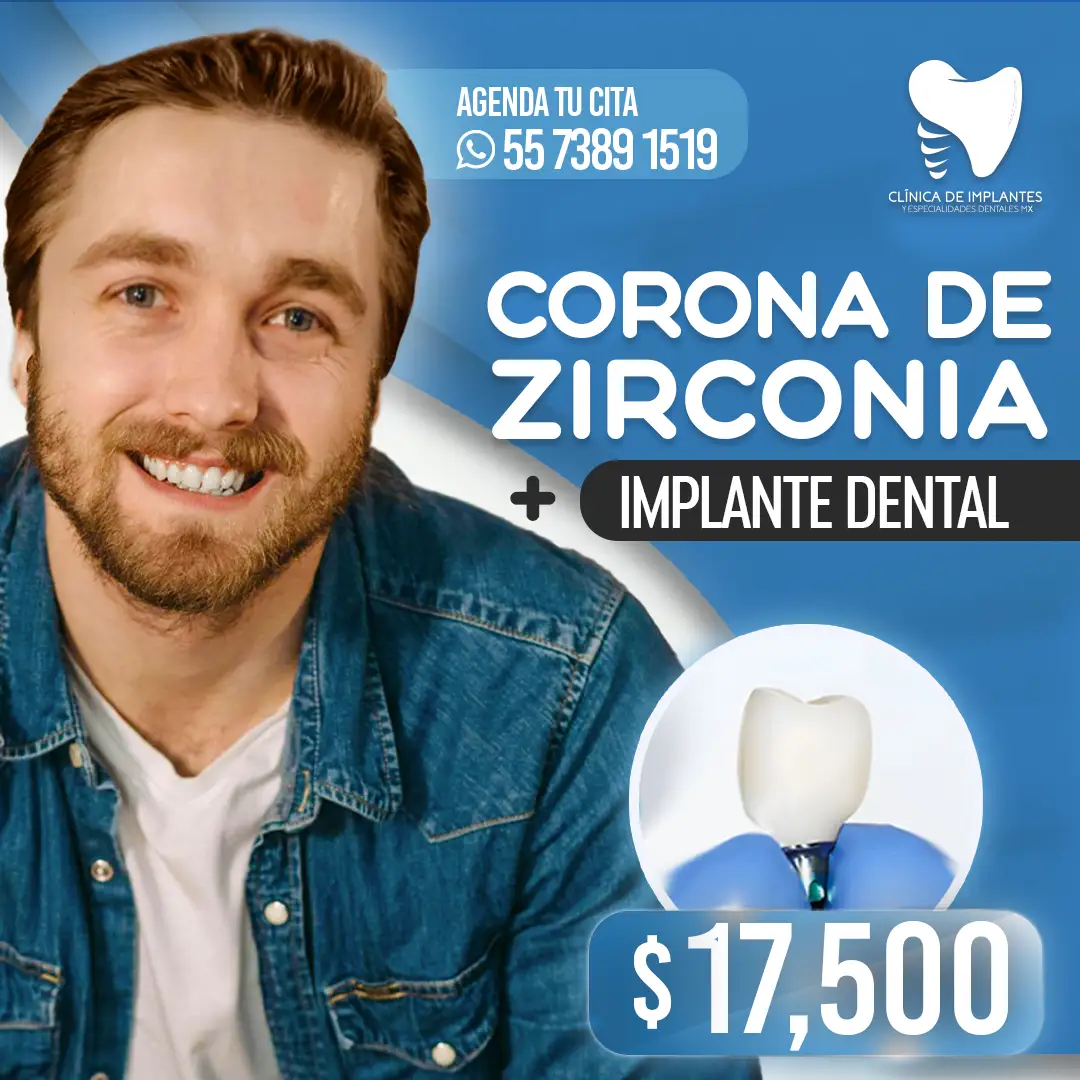 AGENDA TU CITA
55 7389 1519
CLÍNICA DE IMPLANTES
Y ESPECIALIDADES DENTALES MX
CORONA DE
ZIRCONIA
+ IMPLANTE DENTAL
$17,500